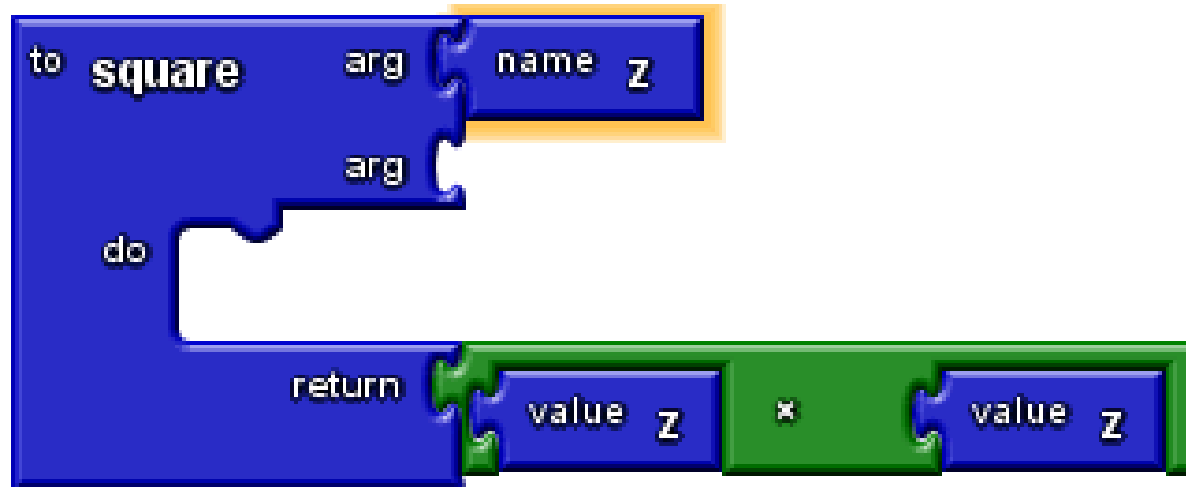 to square arg name z
arg
do
return value z × value z